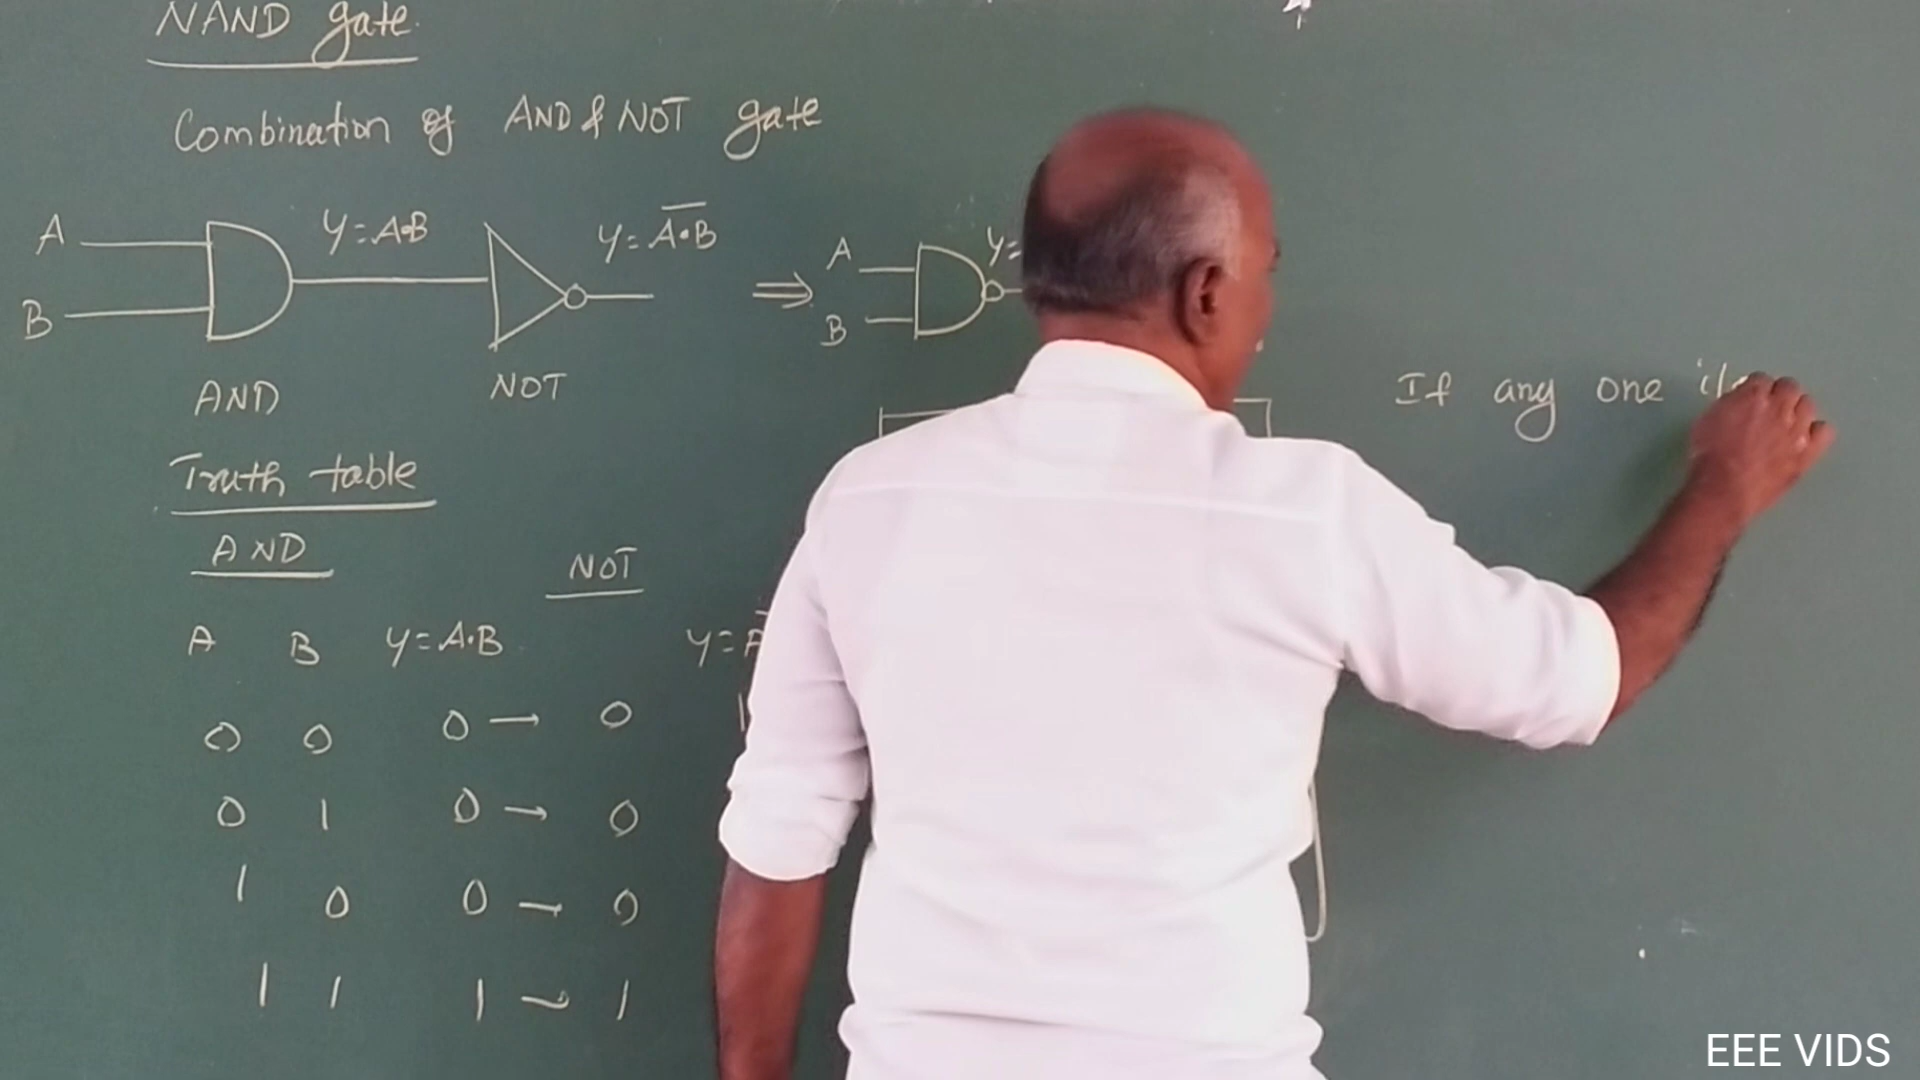 NAND gate
Combination of AND & NOT gate
A
B
Y=A•B
Y=\overline{A•B}
AND
NOT
⇒
A
B
Y=
If any one
Truth table
AND
NOT
A B Y=A·B Y=
0 0 0 → 0
0 1 0 → 0
1 0 0 → 0
1 1 1 → 1
EEE VIDS